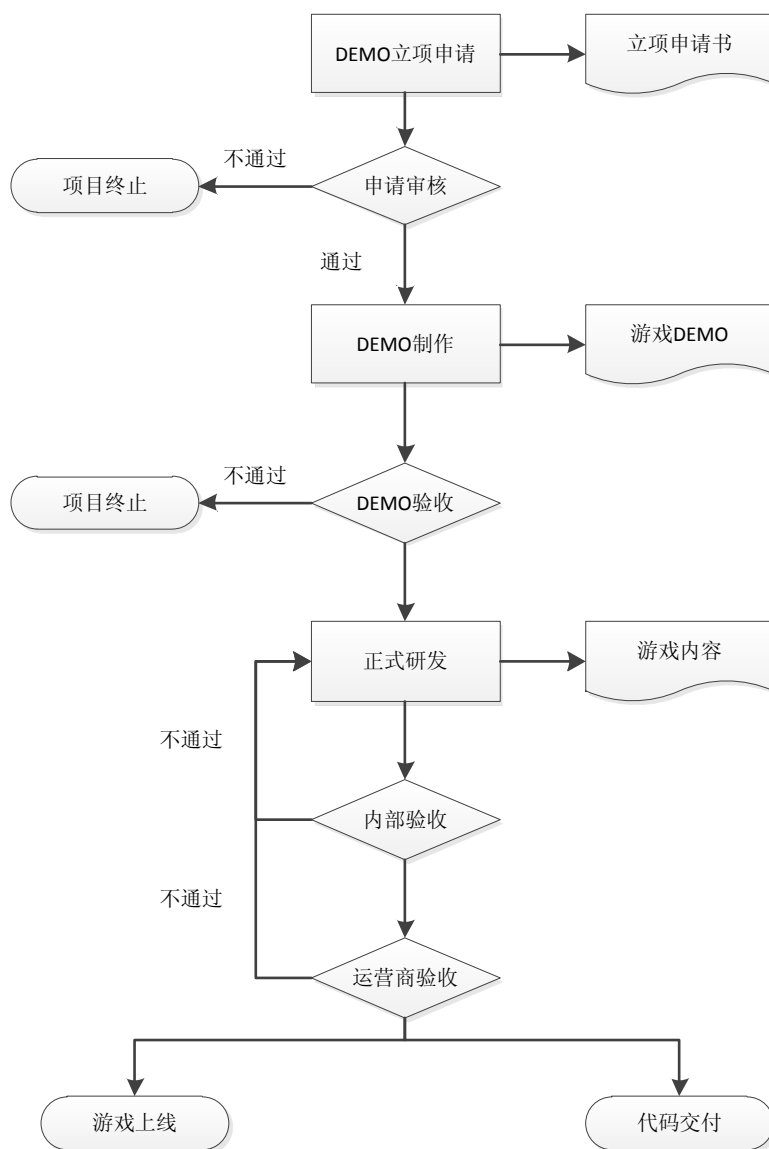 DEMO立项申请
立项申请书
不通过
项目终止
申请审核
通过
DEMO制作
游戏DEMO
不通过
项目终止
DEMO验收
正式研发
游戏内容
不通过
内部验收
不通过
运营商验收
游戏上线
代码交付